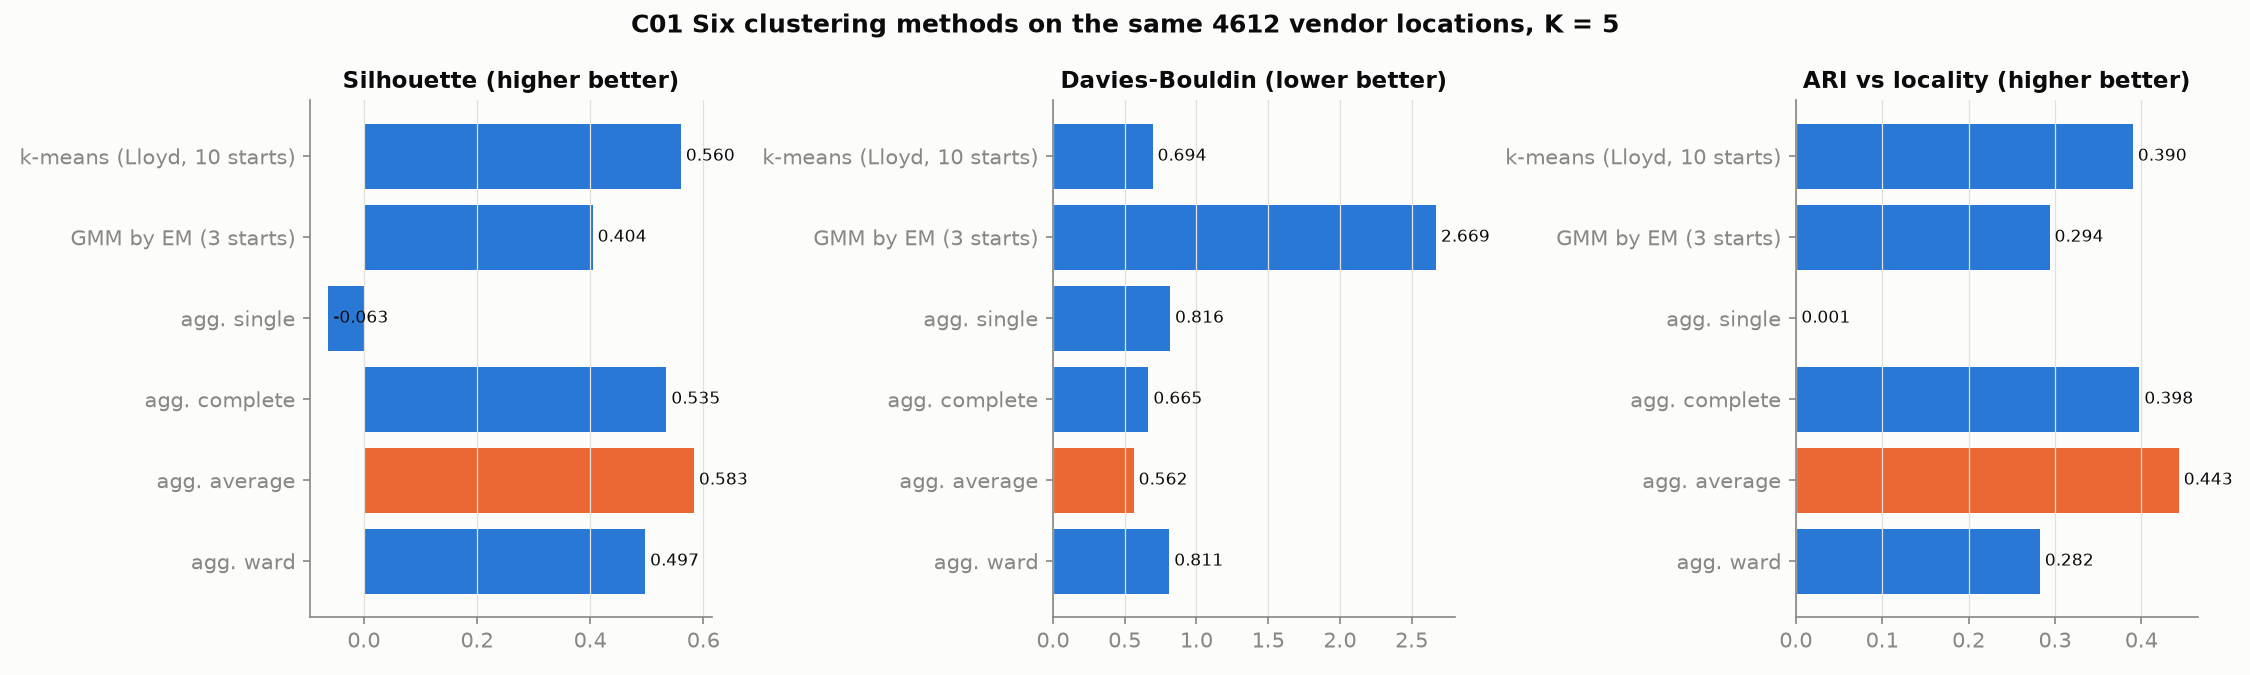 C01 Six clustering methods on the same 4612 vendor locations, K = 5
Silhouette (higher better)
k-means (Lloyd, 10 starts)
0.560
GMM by EM (3 starts)
0.404
agg. single
-0.063
agg. complete
0.535
agg. average
0.583
agg. ward
0.497
0.0 0.2 0.4 0.6
Davies-Bouldin (lower better)
k-means (Lloyd, 10 starts)
0.694
GMM by EM (3 starts)
2.669
agg. single
0.816
agg. complete
0.665
agg. average
0.562
agg. ward
0.811
0.0 0.5 1.0 1.5 2.0 2.5
ARI vs locality (higher better)
k-means (Lloyd, 10 starts)
0.390
GMM by EM (3 starts)
0.294
agg. single
0.001
agg. complete
0.398
agg. average
0.443
agg. ward
0.282
0.0 0.1 0.2 0.3 0.4